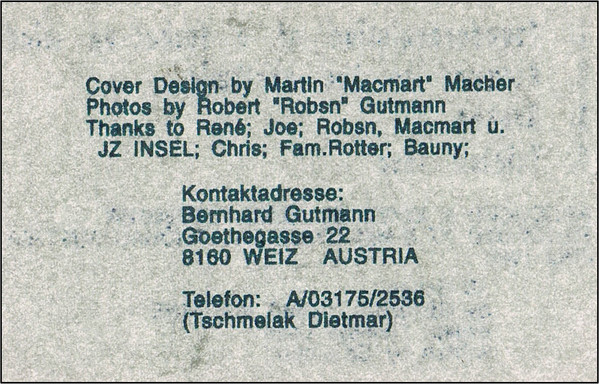 Cover Design by Martin "Macmart" Macher
Photos by Robert "Robsn" Gutmann
Thanks to René; Joe; Robsn, Macmart u.
JZ INSEL; Chris; Fam.Rotter; Bauny;
Kontaktadresse:
Bernhard Gutmann
Goethegasse 22
8160 WEIZ AUSTRIA
Telefon: A/03175/2536
(Tschmelak Dietmar)